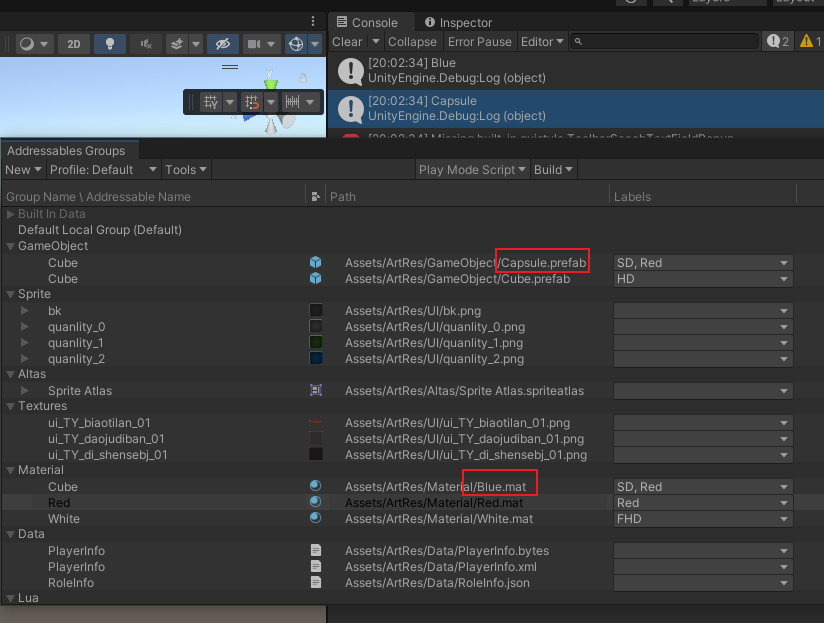 Layout
Console Inspector
2D
Clear Collapse Error Pause Editor 2 1
[20:02:34] Blue
UnityEngine.Debug:Log (object)
[20:02:34] Capsule
UnityEngine.Debug:Log (object)
Addressables Groups
New Profile: Default Tools Play Mode Script Build
Group Name \ Addressable Name Path Labels
Built In Data
Default Local Group (Default)
GameObject
Cube Assets/ArtRes/GameObject/Capsule.prefab SD, Red
Cube Assets/ArtRes/GameObject/Cube.prefab HD
Sprite
bk Assets/ArtRes/UI/bk.png
quanlity_0 Assets/ArtRes/UI/quanlity_0.png
quanlity_1 Assets/ArtRes/UI/quanlity_1.png
quanlity_2 Assets/ArtRes/UI/quanlity_2.png
Altas
Sprite Atlas Assets/ArtRes/Altas/Sprite Atlas.spriteatlas
Textures
ui_TY_biaotilan_01 Assets/ArtRes/UI/ui_TY_biaotilan_01.png
ui_TY_daojudiban_01 Assets/ArtRes/UI/ui_TY_daojudiban_01.png
ui_TY_di_shensebj_01 Assets/ArtRes/UI/ui_TY_di_shensebj_01.png
Material
Cube Assets/ArtRes/Material/Blue.mat SD, Red
Red Assets/ArtRes/Material/Red.mat Red
White Assets/ArtRes/Material/White.mat FHD
Data
PlayerInfo Assets/ArtRes/Data/PlayerInfo.bytes
PlayerInfo Assets/ArtRes/Data/PlayerInfo.xml
RoleInfo Assets/ArtRes/Data/RoleInfo.json
Lua